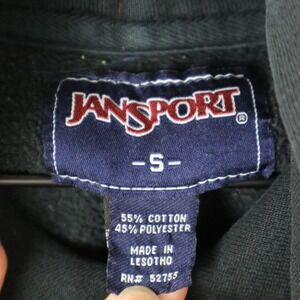 JANSPORT®
-S-
55% COTTON
45% POLYESTER
MADE IN
LESOTHO
RN# 52755